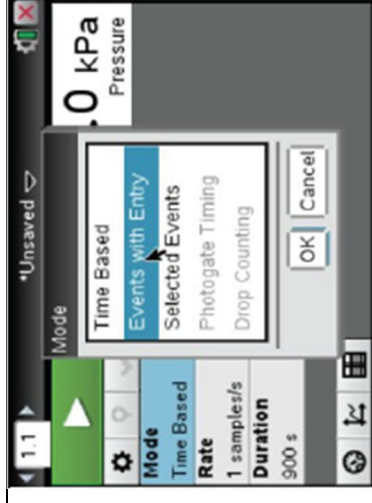 1.1
*Unsaved
Mode
Time Based
Events with Entry
Selected Events
Photogate Timing
Drop Counting
OK
Cancel
.0 kPa
Pressure
Mode
Time Based
Rate
1 samples/s
Duration
900 s